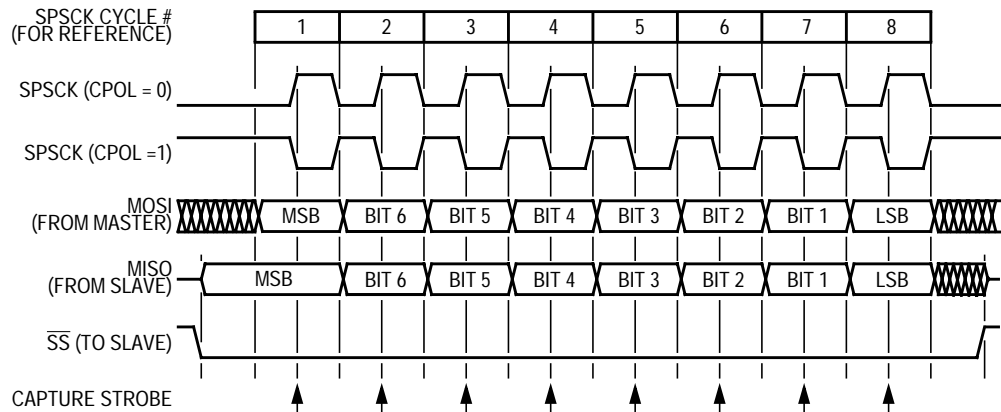 SPSCK CYCLE #
(FOR REFERENCE)
1 2 3 4 5 6 7 8
SPSCK (CPOL = 0)
SPSCK (CPOL =1)
MOSI
(FROM MASTER)
MSB BIT 6 BIT 5 BIT 4 BIT 3 BIT 2 BIT 1 LSB
MISO
(FROM SLAVE)
MSB BIT 6 BIT 5 BIT 4 BIT 3 BIT 2 BIT 1 LSB
SS (TO SLAVE)
CAPTURE STROBE